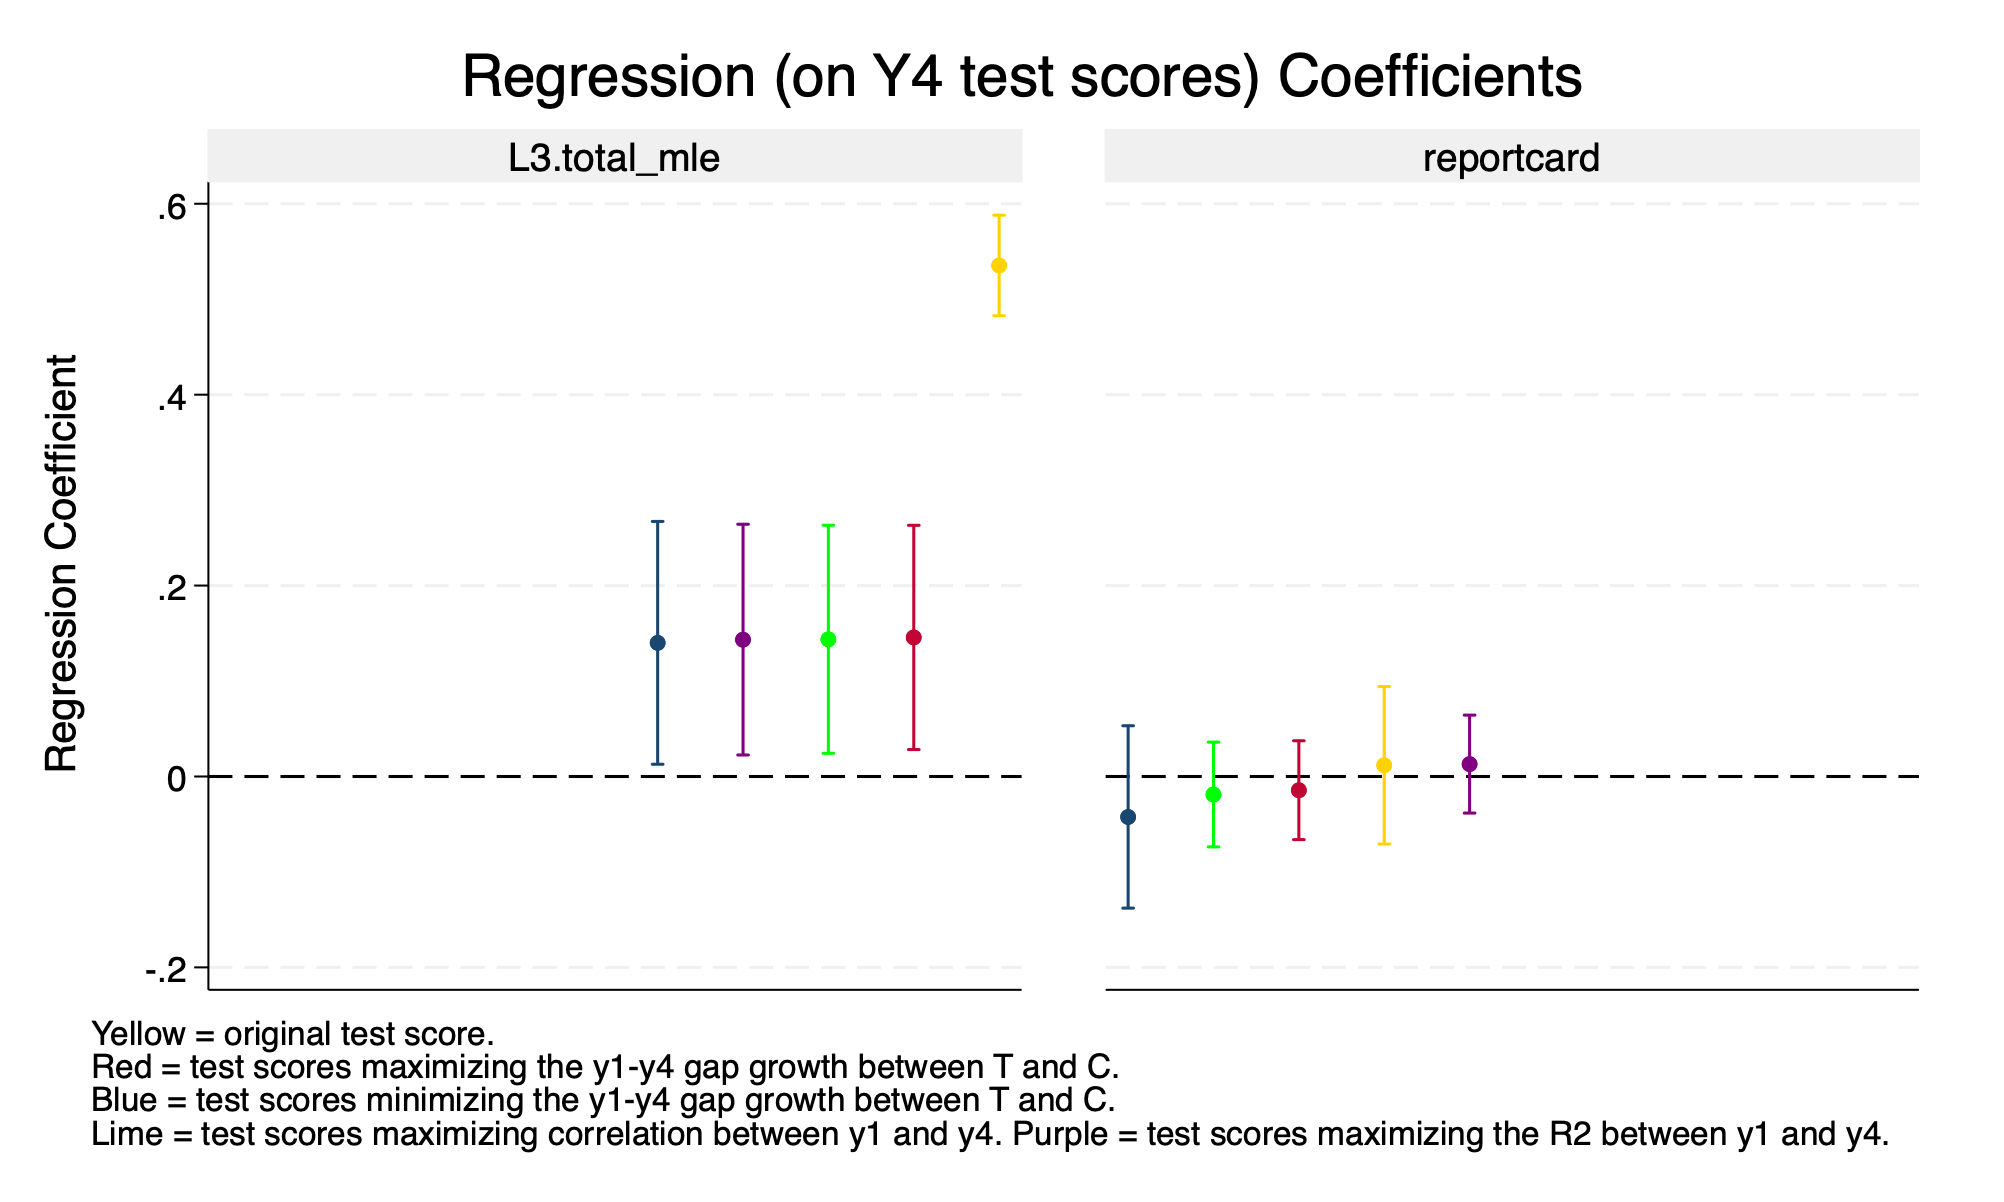 Regression (on Y4 test scores) Coefficients
L3.total_mle
reportcard
Regression Coefficient
.6
.4
.2
0
-.2
Yellow = original test score.
Red = test scores maximizing the y1-y4 gap growth between T and C.
Blue = test scores minimizing the y1-y4 gap growth between T and C.
Lime = test scores maximizing correlation between y1 and y4. Purple = test scores maximizing the R2 between y1 and y4.